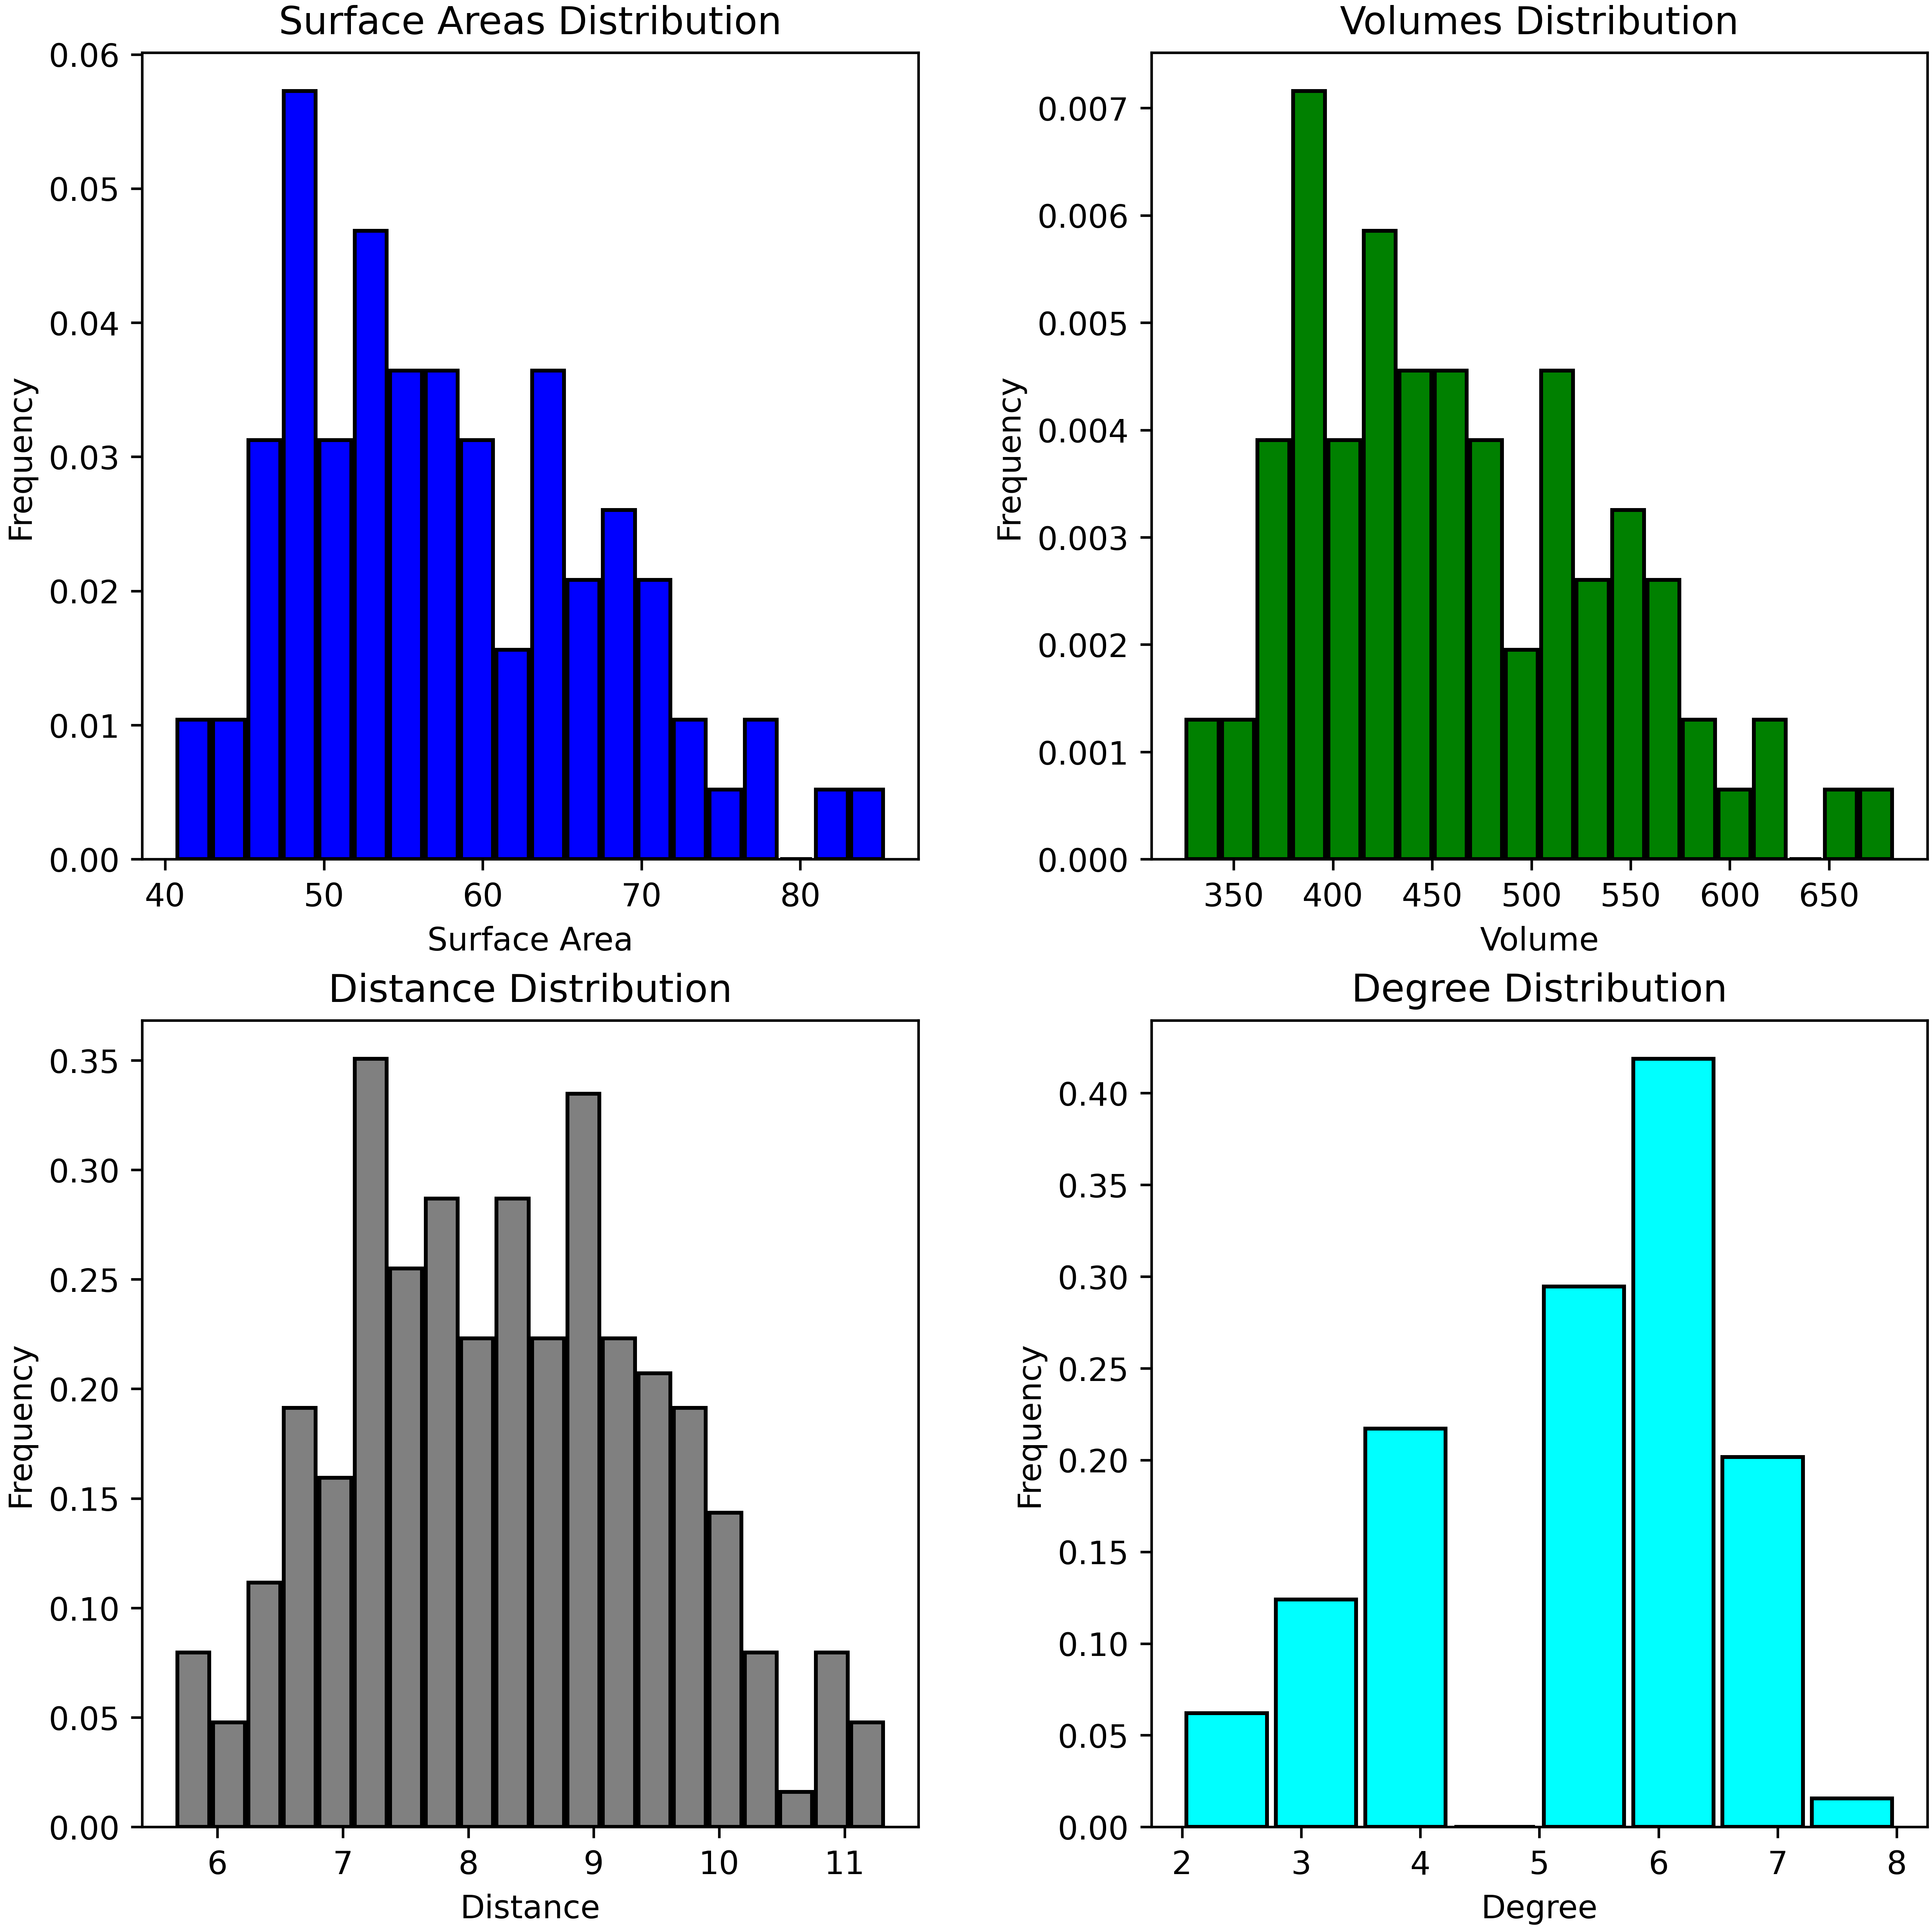 Surface Areas Distribution
0.06
0.05
0.04
0.03
0.02
0.01
0.00
Frequency
40 50 60 70 80
Surface Area
Volumes Distribution
0.007
0.006
0.005
0.004
0.003
0.002
0.001
0.000
Frequency
350 400 450 500 550 600 650
Volume
Distance Distribution
0.35
0.30
0.25
0.20
0.15
0.10
0.05
0.00
Frequency
6 7 8 9 10 11
Distance
Degree Distribution
0.40
0.35
0.30
0.25
0.20
0.15
0.10
0.05
0.00
Frequency
2 3 4 5 6 7 8
Degree